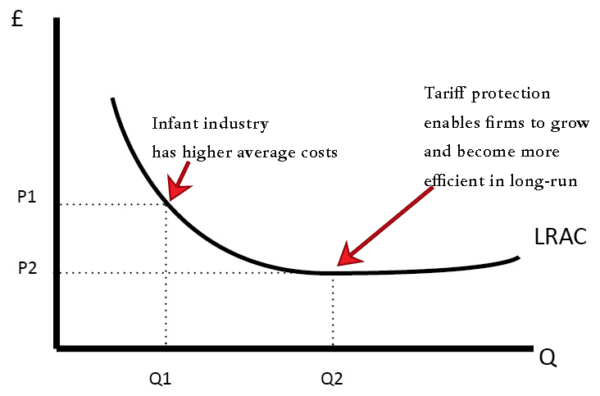 £
Tariff protection
enables firms to grow
and become more
efficient in long-run
Infant industry
has higher average costs
P1
LRAC
P2
Q
Q1
Q2